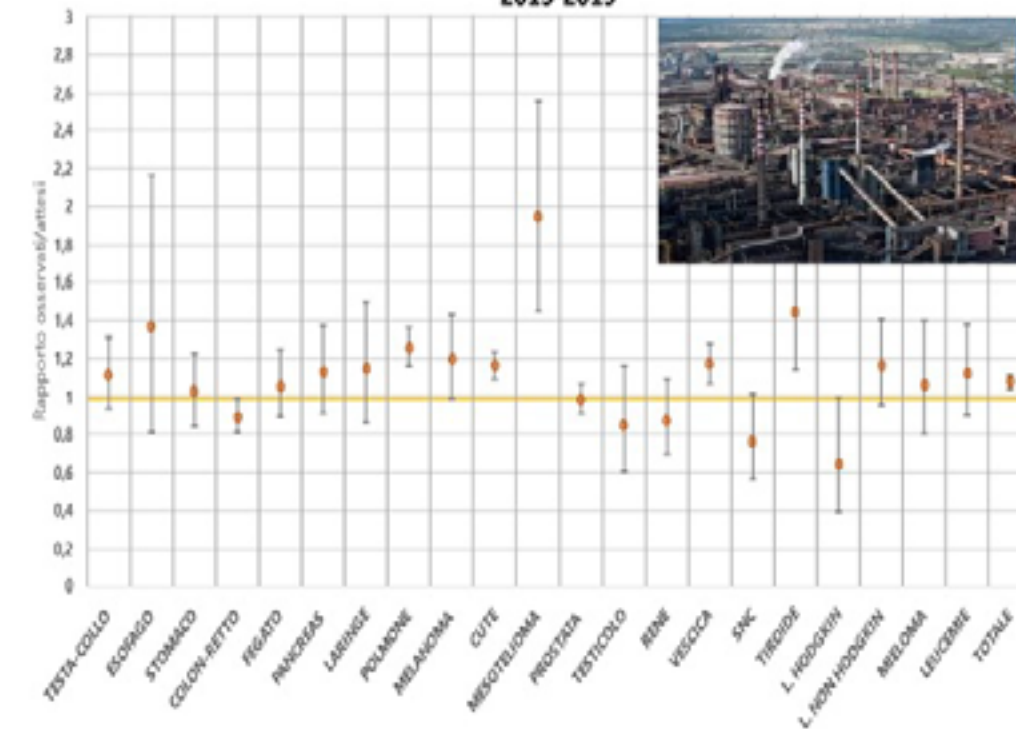 3
2,8
2,6
2,4
2,2
2
1,8
1,6
1,4
1,2
1
0,8
0,6
0,4
0,2
0
Rapporto osservati/attesi
TESTA-COLLO
ESOFAGO
STOMACO
COLON-RETTO
FEGATO
PANCREAS
LARINGE
POLMONE
MELANOMA
CUTE
MESOTELIOMA
PROSTATA
TESTICOLO
RENE
VESCICA
SNC
TIROIDE
L. HODGKIN
L. NON HODGKIN
MIELOMA
LEUCEMIE
TOTALE